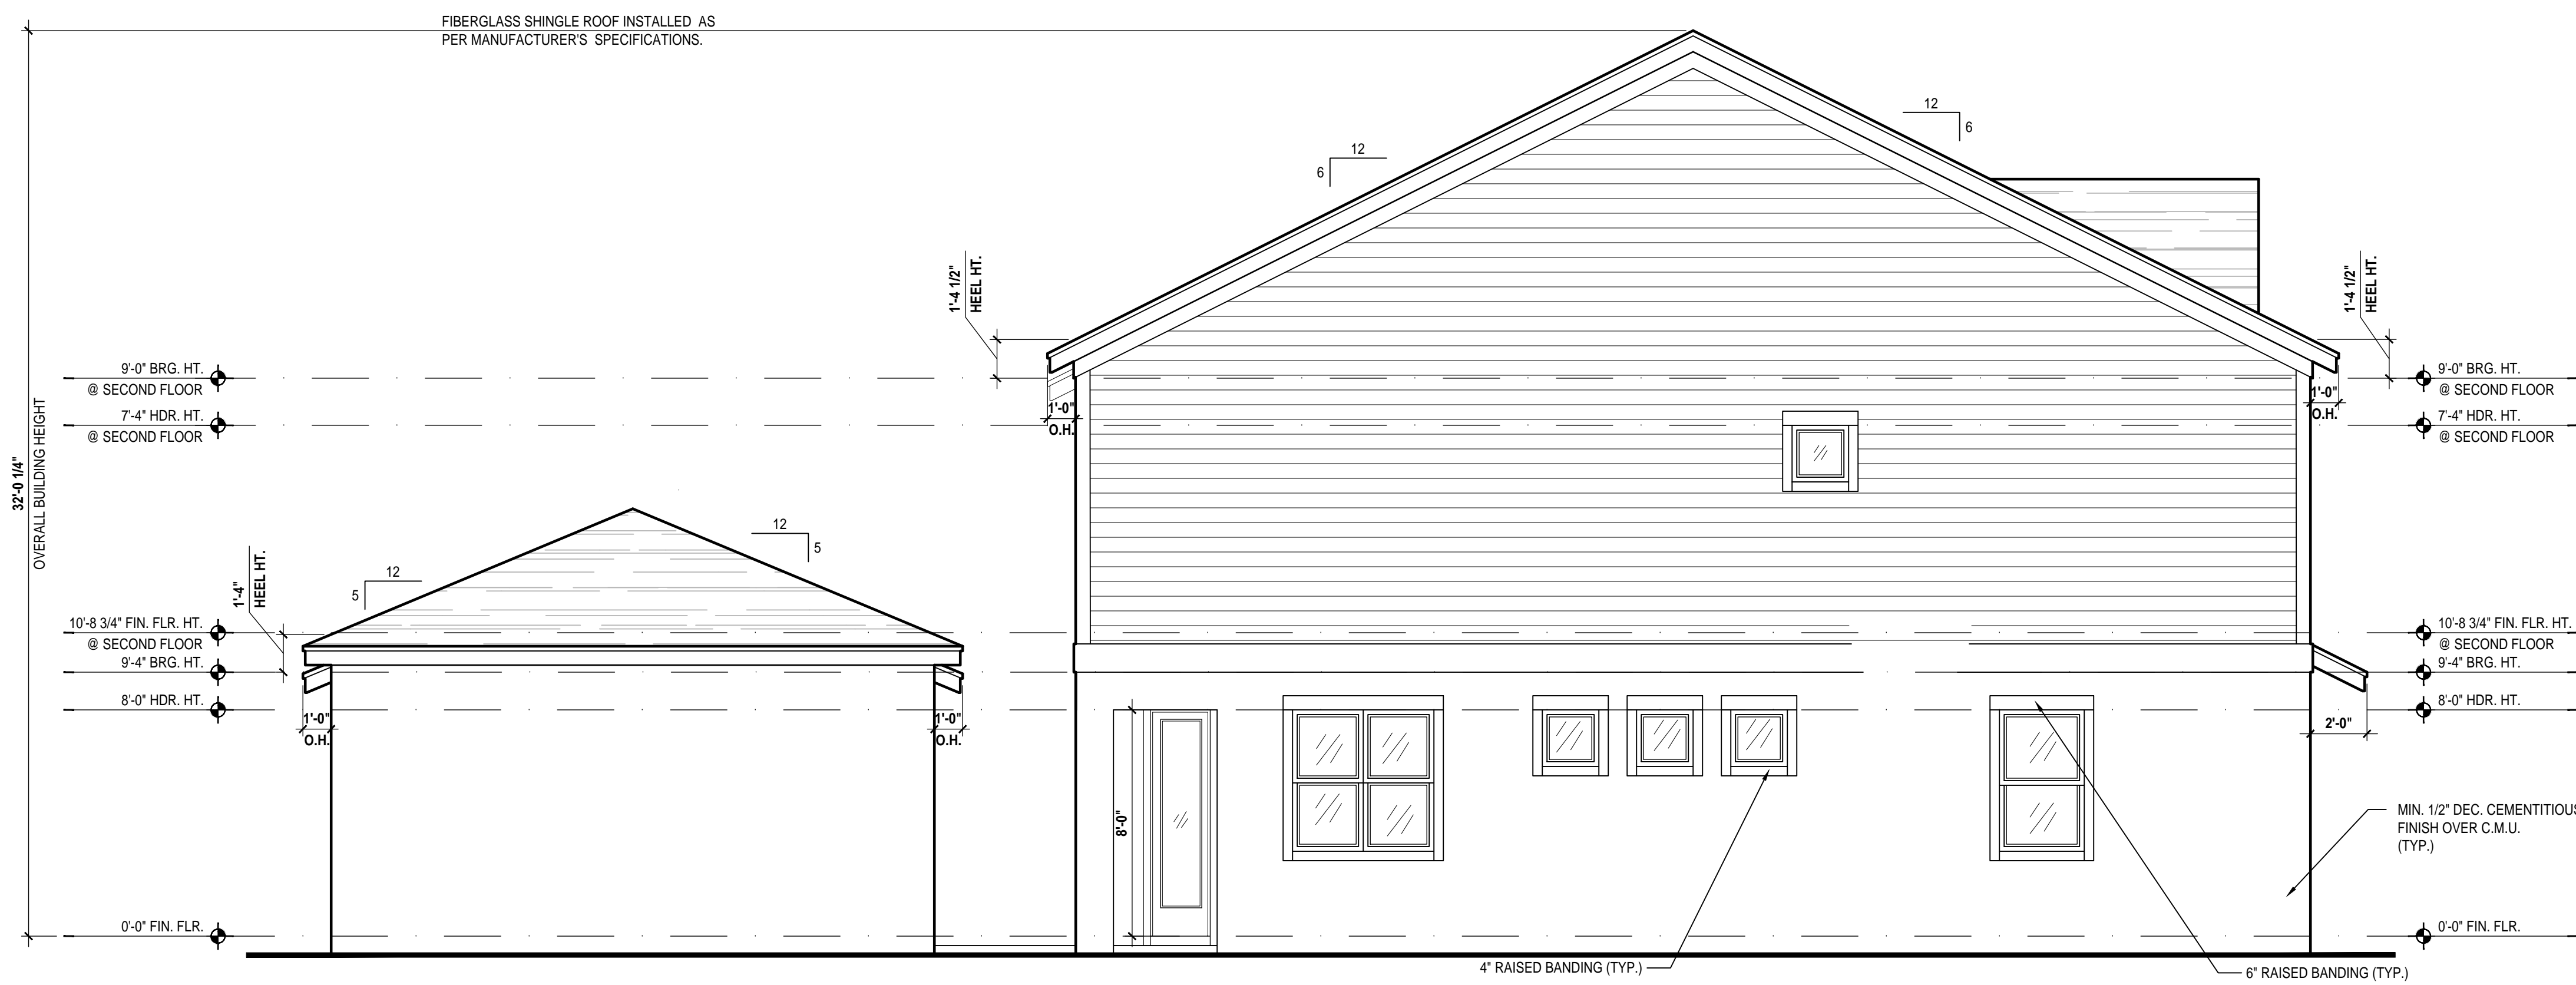 FIBERGLASS SHINGLE ROOF INSTALLED AS
PER MANUFACTURER'S SPECIFICATIONS.
12
6
12
6
1'-4 1/2"
HEEL HT.
1'-4 1/2"
HEEL HT.
9'-0" BRG. HT.
@ SECOND FLOOR
7'-4" HDR. HT.
@ SECOND FLOOR
1'-0"
O.H.
1'-0"
O.H.
9'-0" BRG. HT.
@ SECOND FLOOR
7'-4" HDR. HT.
@ SECOND FLOOR
32'-0 1/4"
OVERALL BUILDING HEIGHT
12
5
12
5
1'-4"
HEEL HT.
10'-8 3/4" FIN. FLR. HT.
@ SECOND FLOOR
9'-4" BRG. HT.
8'-0" HDR. HT.
1'-0"
O.H.
1'-0"
O.H.
10'-8 3/4" FIN. FLR. HT.
@ SECOND FLOOR
9'-4" BRG. HT.
8'-0" HDR. HT.
2'-0"
8'-0"
MIN. 1/2" DEC. CEMENTITIOUS
FINISH OVER C.M.U.
(TYP.)
0'-0" FIN. FLR.
0'-0" FIN. FLR.
4" RAISED BANDING (TYP.)
6" RAISED BANDING (TYP.)